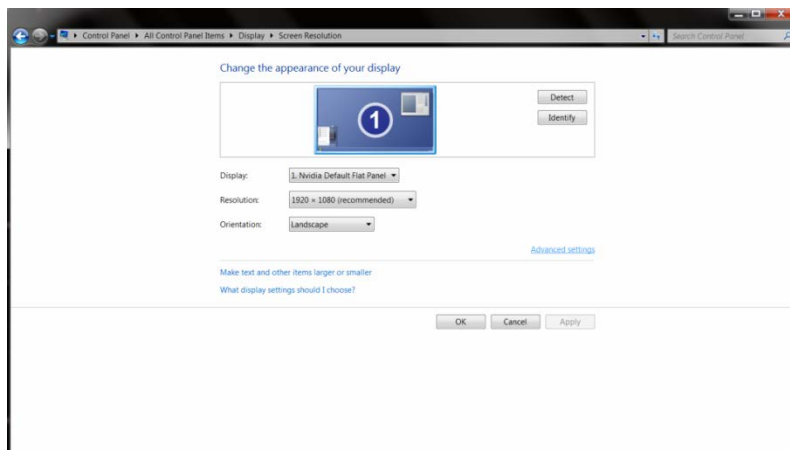 Control Panel ▸ All Control Panel Items ▸ Display ▸ Screen Resolution
Search Control Panel
Change the appearance of your display
1
Detect
Identify
Display: 1. Nvidia Default Flat Panel
Resolution: 1920 × 1080 (recommended)
Orientation: Landscape
Advanced settings
Make text and other items larger or smaller
What display settings should I choose?
OK Cancel Apply